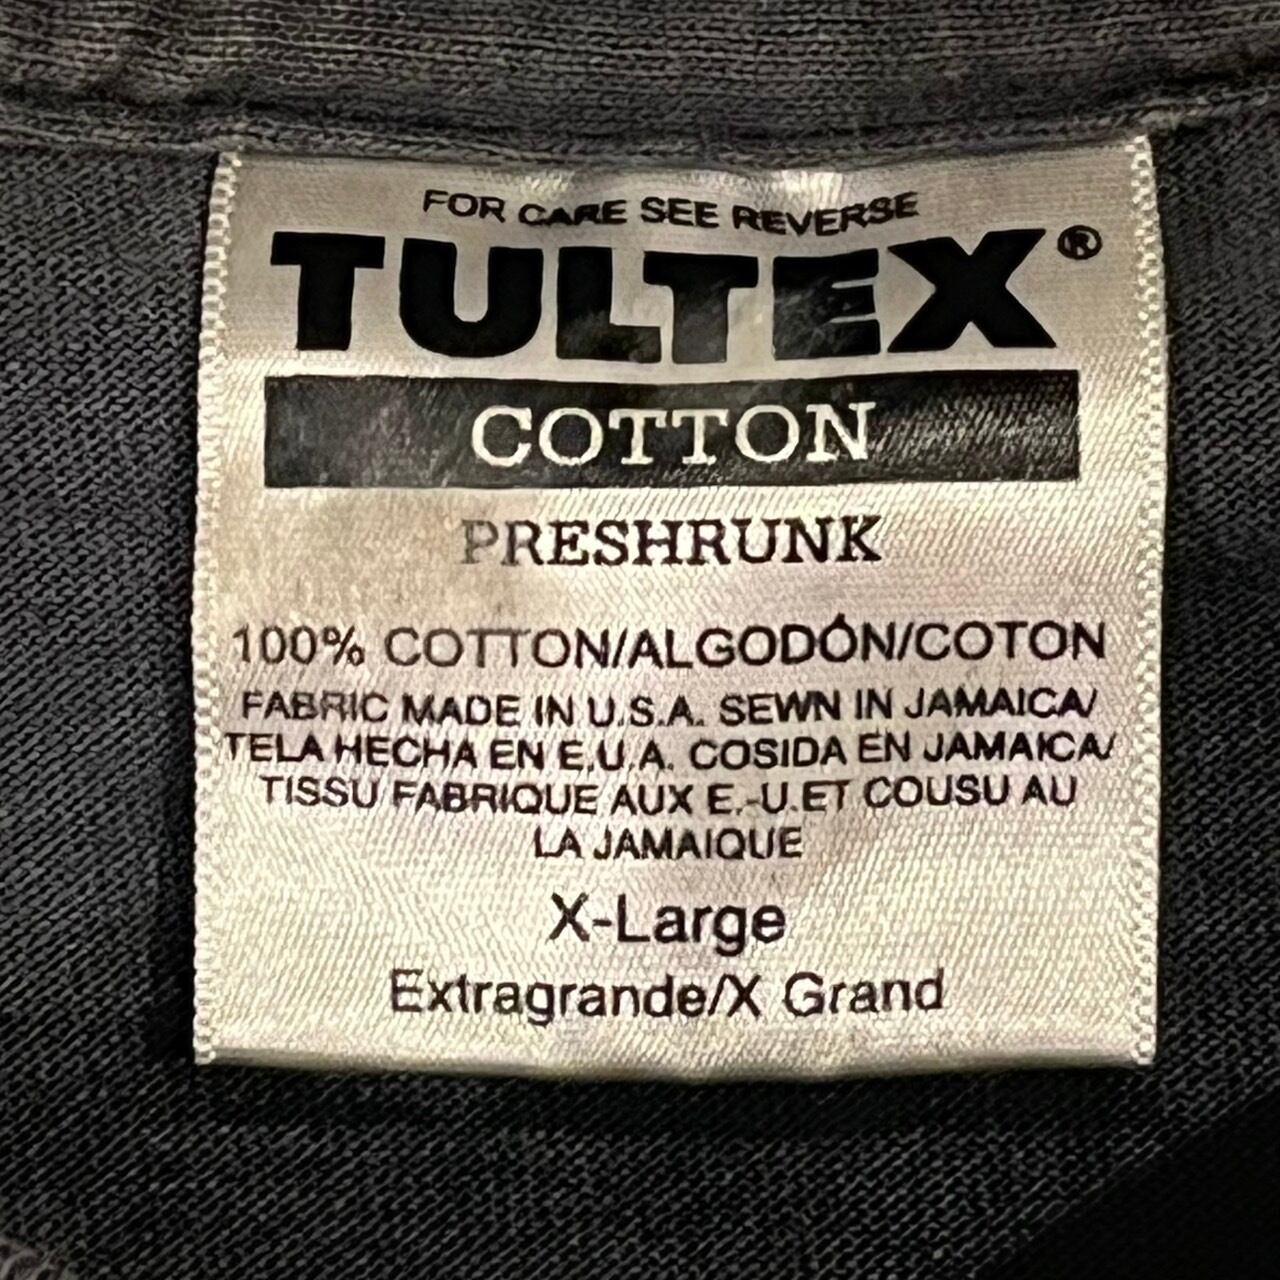 FOR CARE SEE REVERSE
TULTEX®
COTTON
PRESHRUNK
100% COTTON/ALGODÓN/COTON
FABRIC MADE IN U.S.A. SEWN IN JAMAICA/
TELA HECHA EN E.U.A. COSIDA EN JAMAICA/
TISSU FABRIQUE AUX E.-U.ET COUSU AU
LA JAMAIQUE
X-Large
Extragrande/X Grand